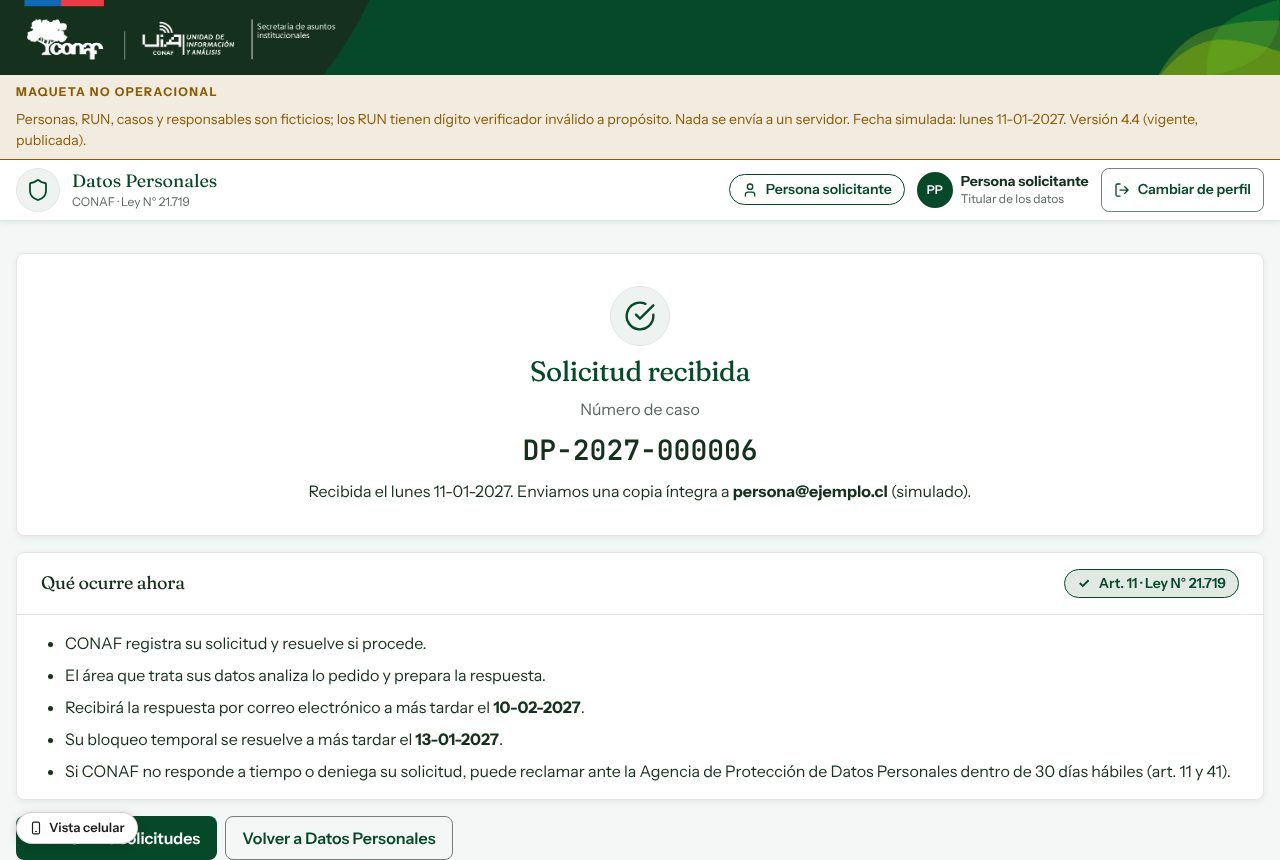 Conaf
UiA
CONAF
UNIDAD DE
INFORMACIÓN
Y ANÁLISIS
Secretaría de asuntos
institucionales
MAQUETA NO OPERACIONAL
Personas, RUN, casos y responsables son ficticios; los RUN tienen dígito verificador inválido a propósito. Nada se envía a un servidor. Fecha simulada: lunes 11-01-2027. Versión 4.4 (vigente,
publicada).
Datos Personales
CONAF · Ley N° 21.719
Persona solicitante
PP
Persona solicitante
Titular de los datos
Cambiar de perfil
Solicitud recibida
Número de caso
DP-2027-000006
Recibida el lunes 11-01-2027. Enviamos una copia íntegra a persona@ejemplo.cl (simulado).
Qué ocurre ahora
Art. 11 · Ley N° 21.719
CONAF registra su solicitud y resuelve si procede.
El área que trata sus datos analiza lo pedido y prepara la respuesta.
Recibirá la respuesta por correo electrónico a más tardar el 10-02-2027.
Su bloqueo temporal se resuelve a más tardar el 13-01-2027.
Si CONAF no responde a tiempo o deniega su solicitud, puede reclamar ante la Agencia de Protección de Datos Personales dentro de 30 días hábiles (art. 11 y 41).
Vista celular
olicitudes
Volver a Datos Personales